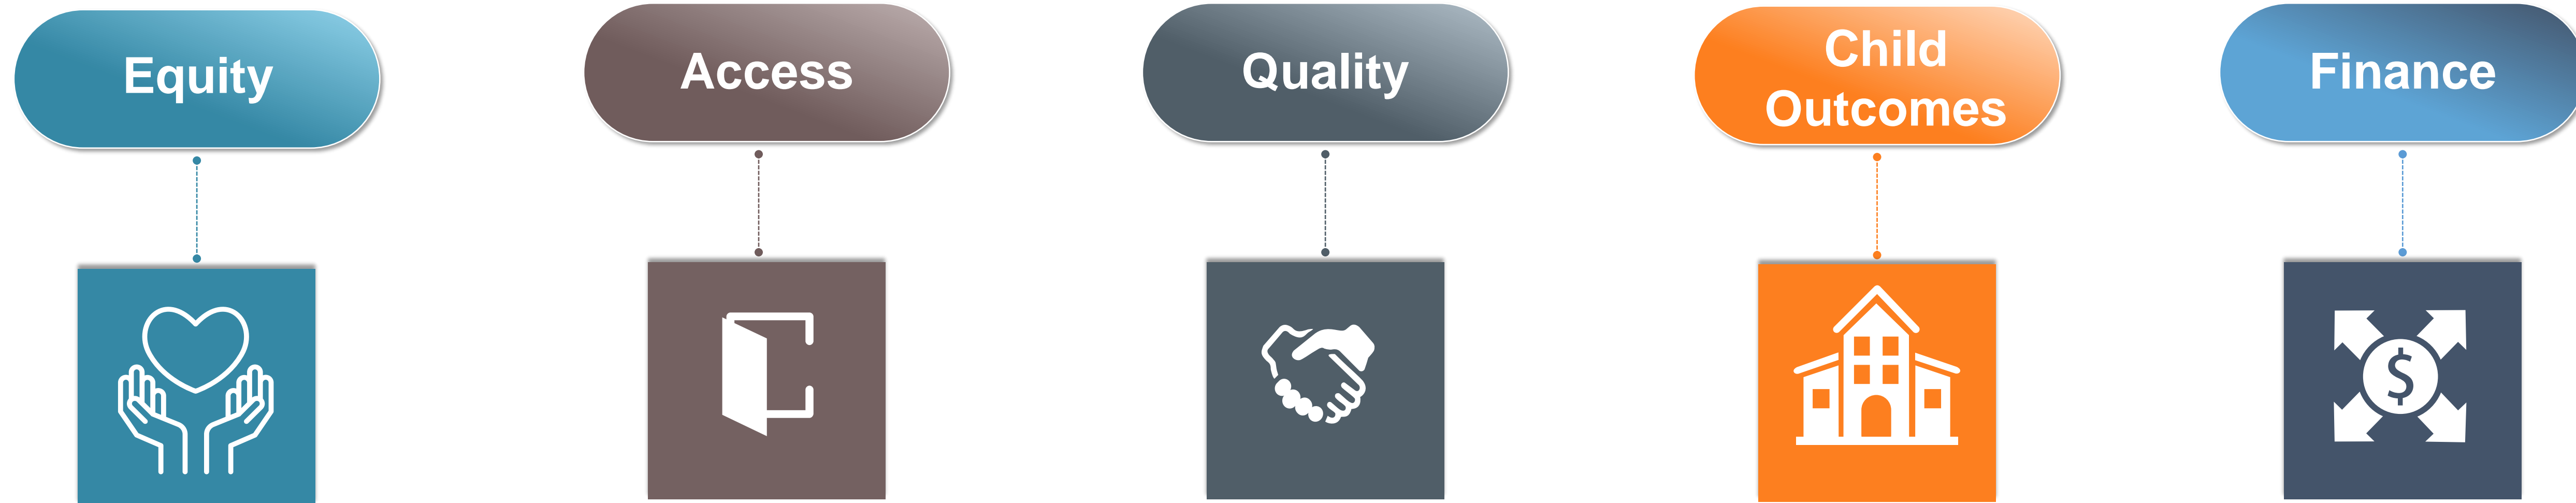 Equity
Access
Quality
Child
Outcomes
Finance
$